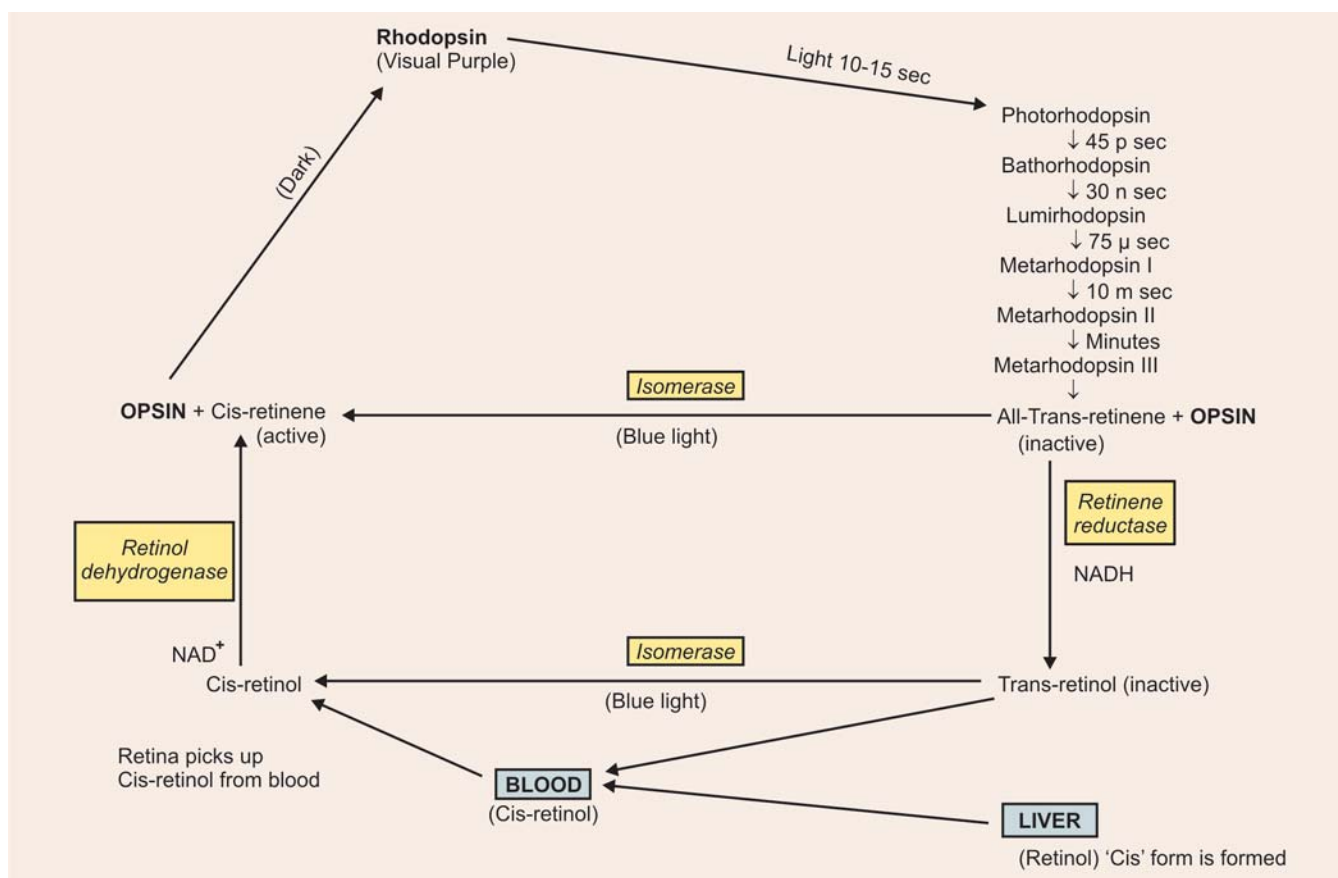 Rhodopsin
(Visual Purple)
Light 10-15 sec
Photorhodopsin
↓ 45 p sec
Bathorhodopsin
↓ 30 n sec
Lumirhodopsin
↓ 75 µ sec
Metarhodopsin I
↓ 10 m sec
Metarhodopsin II
↓ Minutes
Metarhodopsin III
↓
(Dark)
Isomerase
OPSIN + Cis-retinene
(active)
(Blue light)
All-Trans-retinene + OPSIN
(inactive)
Retinol
dehydrogenase
Retinene
reductase
NADH
NAD+
Isomerase
Cis-retinol
(Blue light)
Trans-retinol (inactive)
Retina picks up
Cis-retinol from blood
BLOOD
(Cis-retinol)
LIVER
(Retinol) ‘Cis’ form is formed